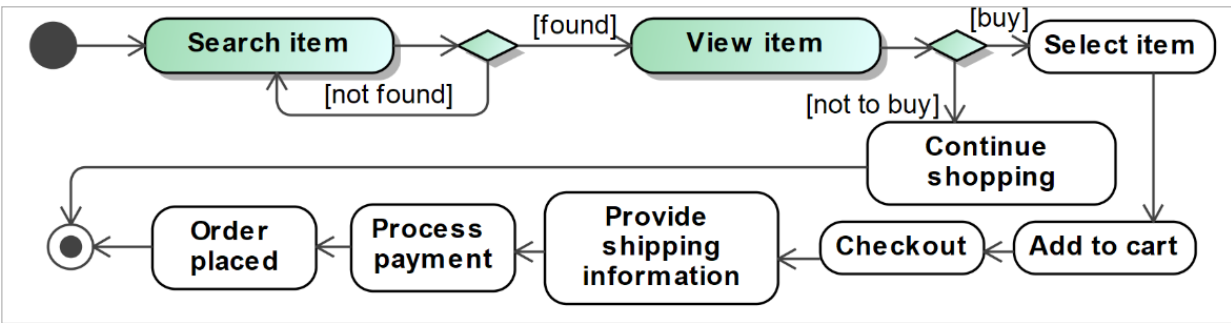 Search item
[found]
View item
[buy]
Select item
[not found]
[not to buy]
Continue
shopping
Order
placed
Process
payment
Provide
shipping
information
Checkout
Add to cart